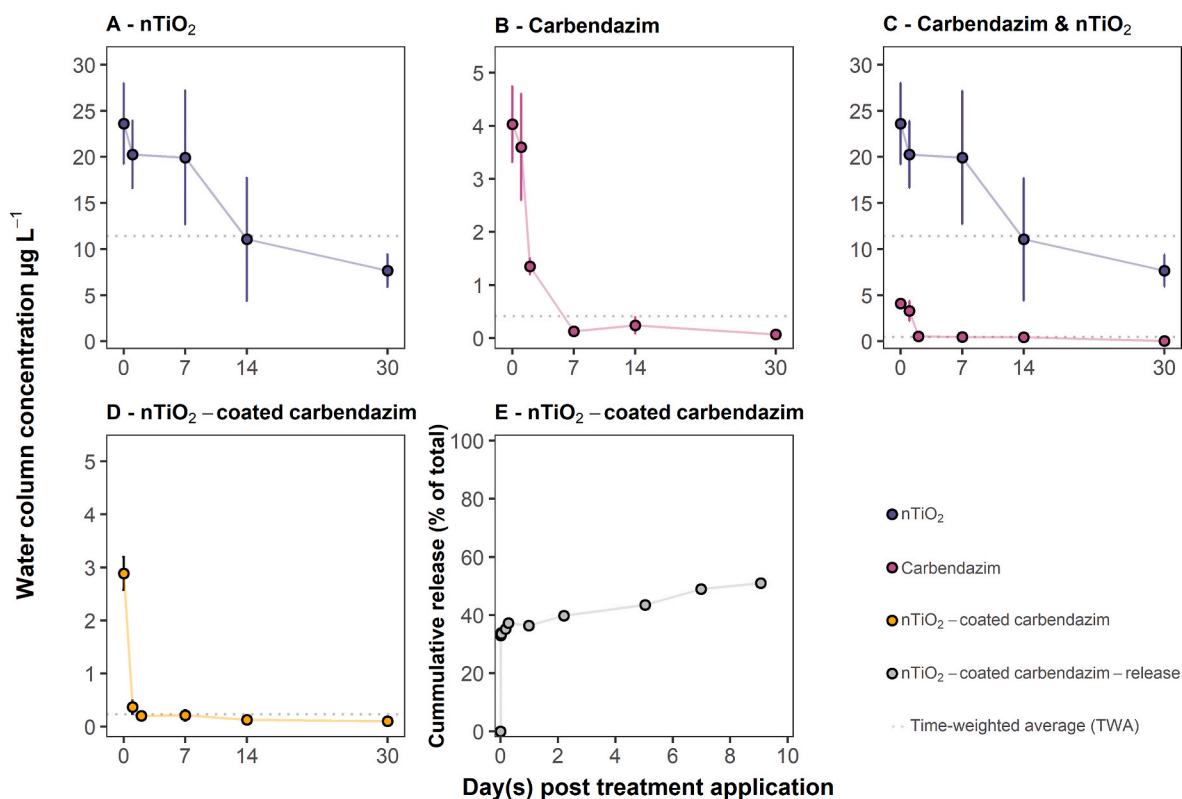 A - nTiO₂
B - Carbendazim
C - Carbendazim & nTiO₂
30
25
20
15
10
5
0
0 7 14 30
5
4
3
2
1
0
0 7 14 30
30
25
20
15
10
5
0
0 7 14 30
Water column concentration µg L⁻¹
D - nTiO₂ – coated carbendazim
E - nTiO₂ – coated carbendazim
5
4
3
2
1
0
0 7 14 30
Cummulative release (% of total)
100
80
60
40
20
0
0 2 4 6 8 10
Day(s) post treatment application
nTiO₂
Carbendazim
nTiO₂ – coated carbendazim
nTiO₂ – coated carbendazim – release
Time-weighted average (TWA)